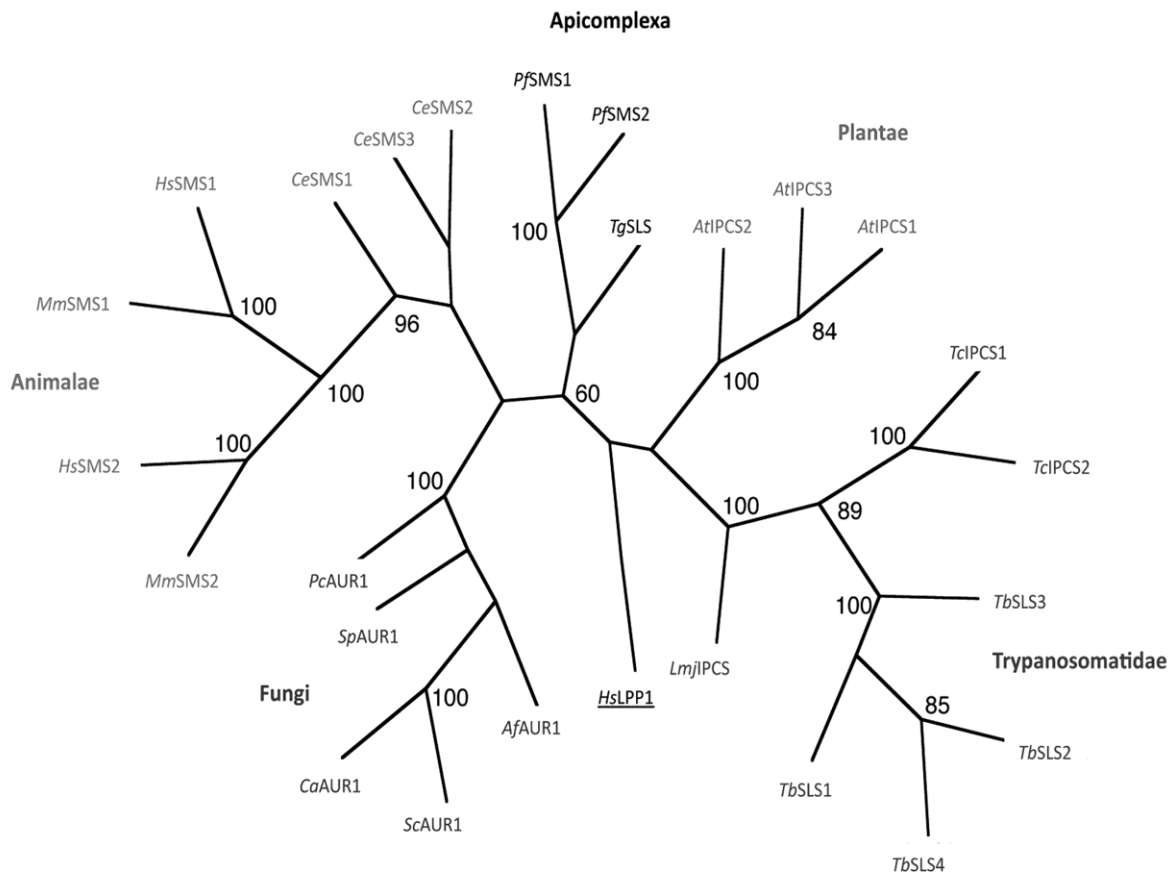 Apicomplexa
PfSMS1
CeSMS2
PfSMS2
Plantae
CeSMS3
HsSMS1
CeSMS1
AtIPCS3
100
TgSLS
AtIPCS2
AtIPCS1
MmSMS1
100
96
84
TcIPCS1
Animalae
100
60
100
100
100
HsSMS2
TcIPCS2
100
100
89
MmSMS2
PcAUR1
TbSLS3
100
SpAUR1
LmjIPCS
Trypanosomatidae
Fungi
100
HsLPP1
85
AfAUR1
TbSLS2
CaAUR1
TbSLS1
ScAUR1
TbSLS4